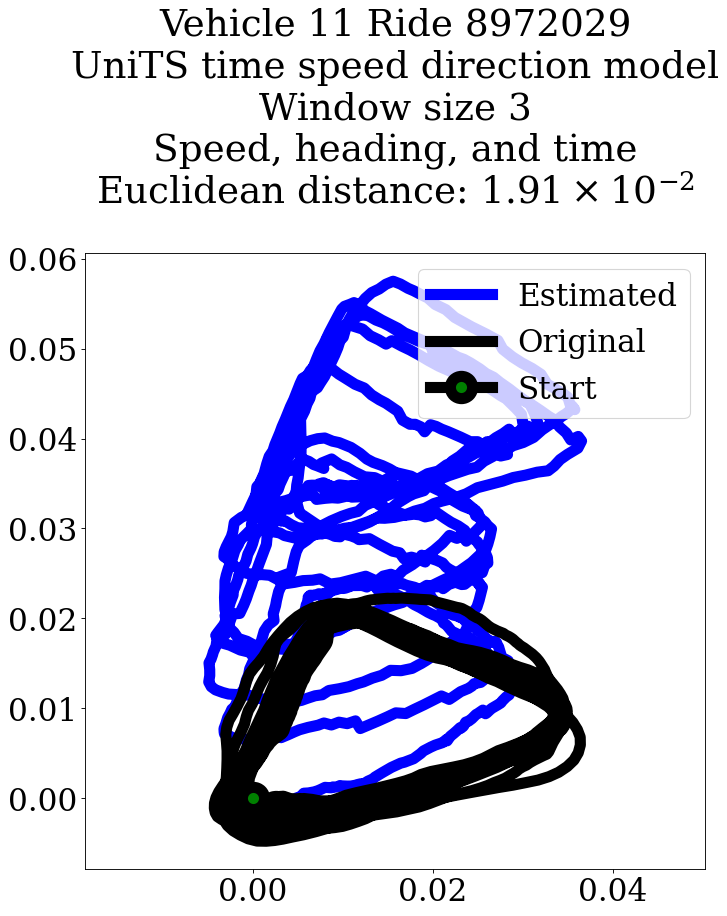 Vehicle 11 Ride 8972029
UniTS time speed direction model
Window size 3
Speed, heading, and time
Euclidean distance: 1.91 × 10⁻²
0.06
0.05
0.04
0.03
0.02
0.01
0.00
Estimated
Original
Start
0.00 0.02 0.04